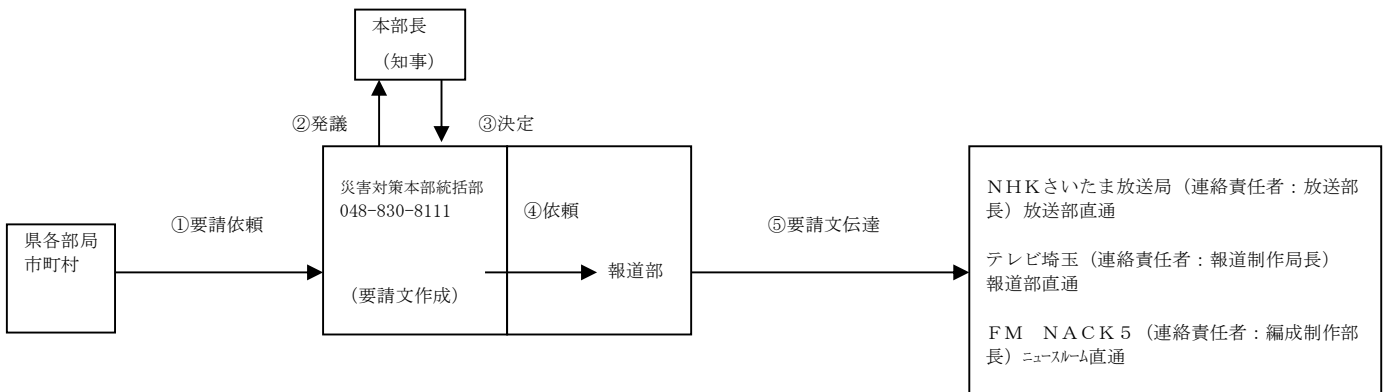 本部長
（知事）
②発議
③決定
災害対策本部統括部
048-830-8111
④依頼
①要請依頼
⑤要請文伝達
県各部局
市町村
報道部
（要請文作成）
ＮＨＫさいたま放送局（連絡責任者：放送部
長）放送部直通
テレビ埼玉（連絡責任者：報道制作局長）
報道部直通
ＦＭ　ＮＡＣＫ５（連絡責任者：編成制作部
長）ﾆｭｰｽﾙｰﾑ直通